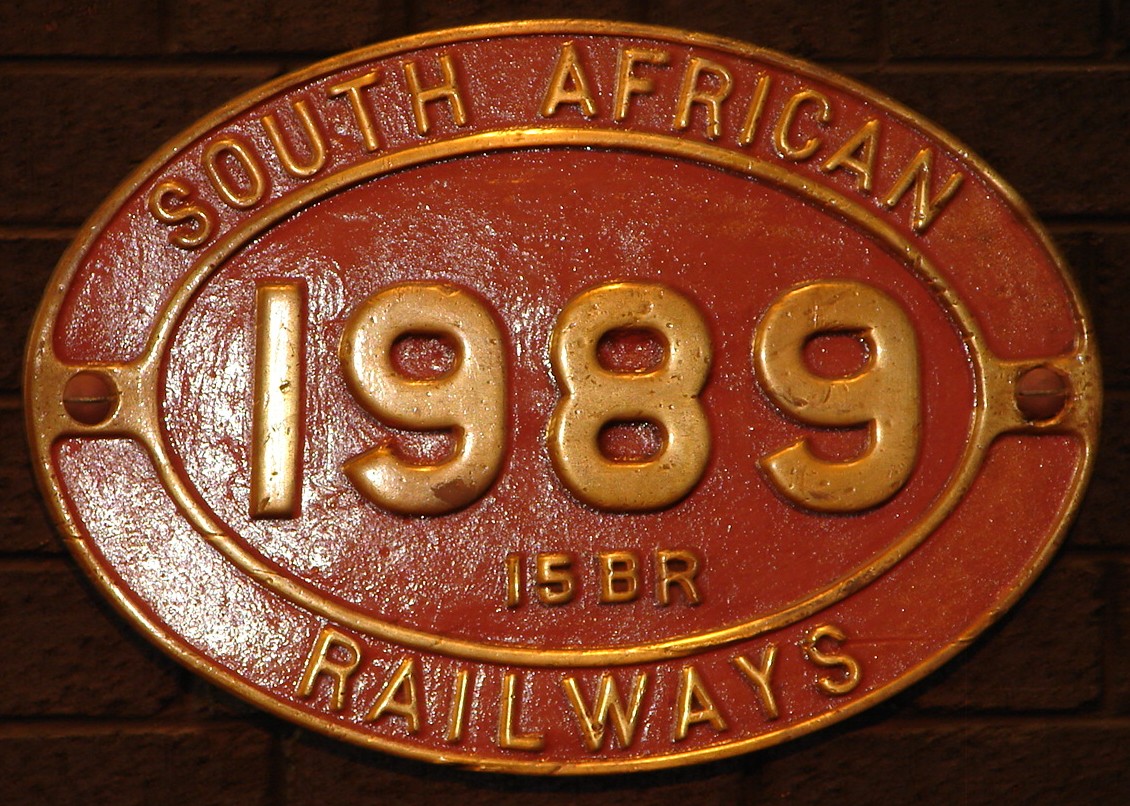 SOUTH AFRICAN
1989
15BR
RAILWAYS